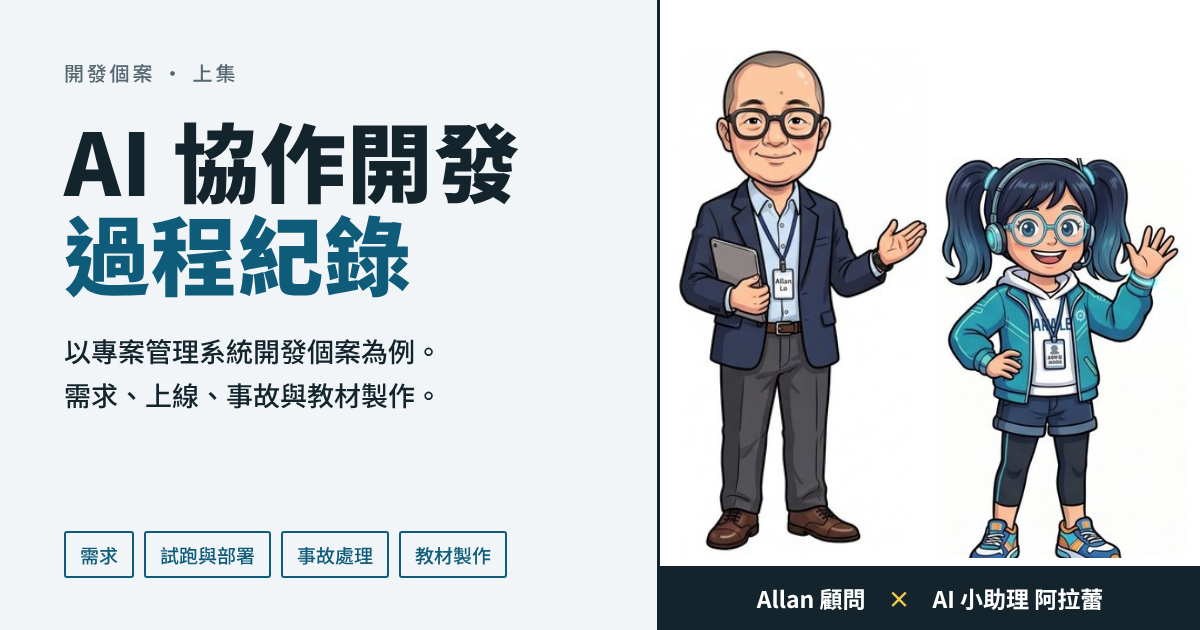 開發個案 · 上集
AI 協作開發
過程紀錄
以專案管理系統開發個案為例。
需求、上線、事故與教材製作。
需求
試跑與部署
事故處理
教材製作
Allan
Lo
Allan 顧問 × AI 小助理 阿拉蕾